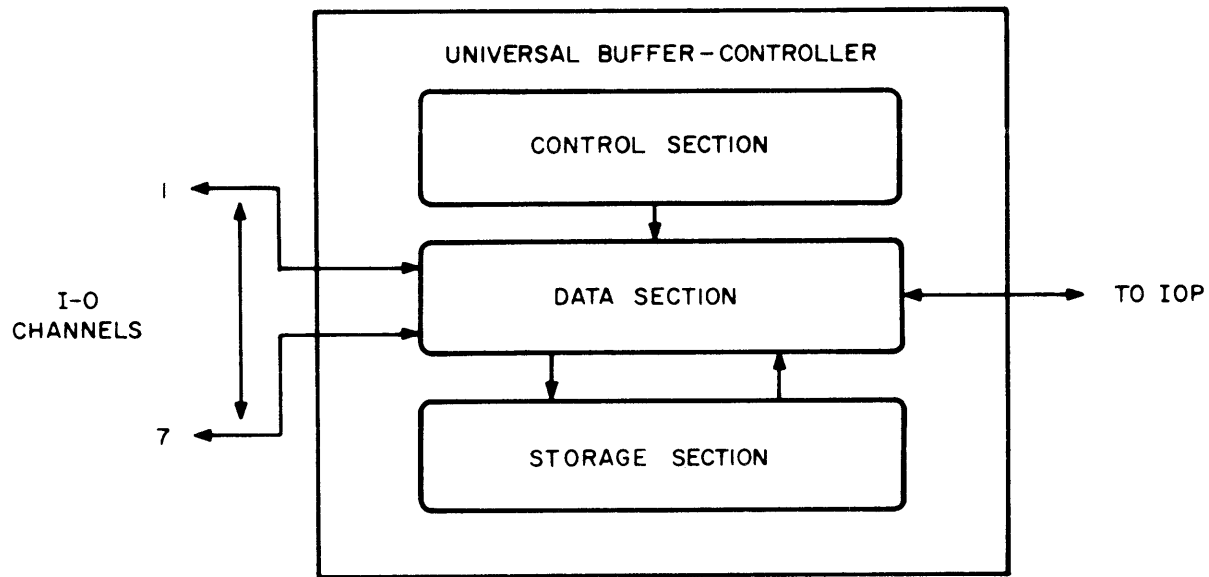 UNIVERSAL BUFFER-CONTROLLER
CONTROL SECTION
1
DATA SECTION
TO IOP
I-O
CHANNELS
7
STORAGE SECTION